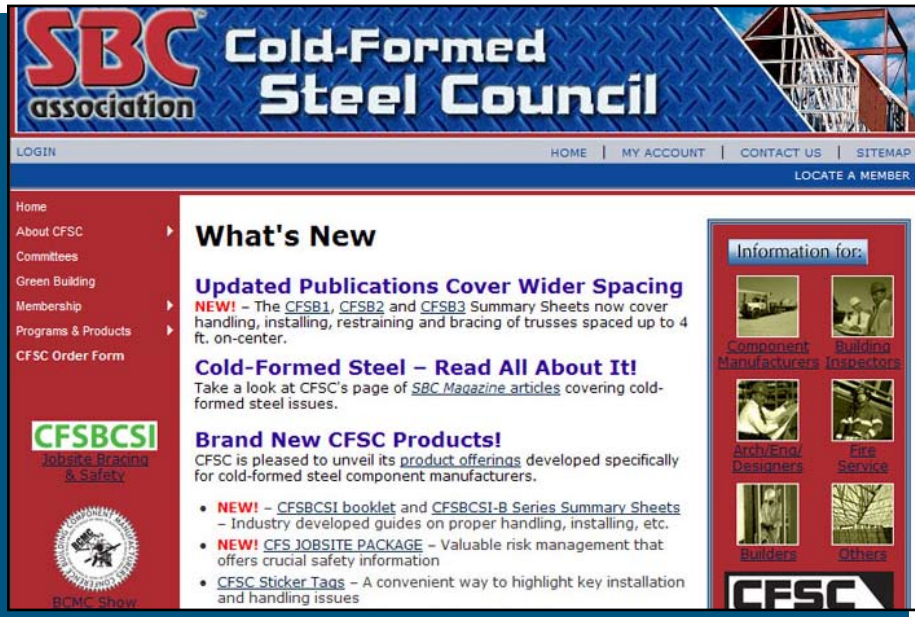 SBC
association
Cold-Formed
Steel Council
LOGIN
HOME | MY ACCOUNT | CONTACT US | SITEMAP
LOCATE A MEMBER
Home
About CFSC
Committees
Green Building
Membership
Programs & Products
CFSC Order Form
CFSBCSI
Jobsite Bracing
& Safety
BCMC Show
What's New
Updated Publications Cover Wider Spacing
NEW! – The CFSB1, CFSB2 and CFSB3 Summary Sheets now cover
handling, installing, restraining and bracing of trusses spaced up to 4
ft. on-center.
Cold-Formed Steel – Read All About It!
Take a look at CFSC's page of SBC Magazine articles covering cold-
formed steel issues.
Brand New CFSC Products!
CFSC is pleased to unveil its product offerings developed specifically
for cold-formed steel component manufacturers.
• NEW! – CFSBCSI booklet and CFSBCSI-B Series Summary Sheets
– Industry developed guides on proper handling, installing, etc.
• NEW! CFS JOBSITE PACKAGE – Valuable risk management that
offers crucial safety information
• CFSC Sticker Tags – A convenient way to highlight key installation
and handling issues
Information for:
Component
Manufacturers
Building
Inspectors
Arch/Eng/
Designers
Fire
Service
Builders
Others
CFSC